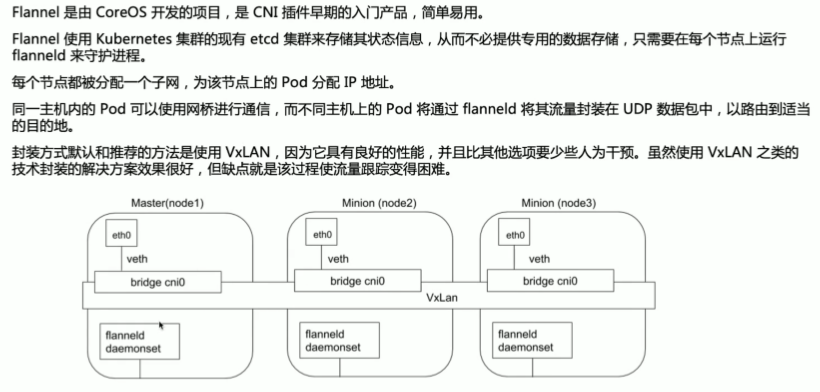 Flannel 是由 CoreOS 开发的项目，是 CNI 插件早期的入门产品，简单易用。
Flannel 使用 Kubernetes 集群的现有 etcd 集群来存储其状态信息，从而不必提供专用的数据存储，只需要在每个节点上运行
flanneld 来守护进程。
每个节点都被分配一个子网，为该节点上的 Pod 分配 IP 地址。
同一主机内的 Pod 可以使用网桥进行通信，而不同主机上的 Pod 将通过 flanneld 将其流量封装在 UDP 数据包中，以路由到适当
的目的地。
封装方式默认和推荐的方法是使用 VxLAN，因为它具有良好的性能，并且比其他选项要少些人为干预。虽然使用 VxLAN 之类的
技术封装的解决方案效果很好，但缺点就是该过程使流量跟踪变得困难。
Master(node1)
Minion (node2)
Minion (node3)
eth0
eth0
eth0
veth
veth
veth
bridge cni0
bridge cni0
bridge cni0
VxLan
flanneld
daemonset
flanneld
daemonset
flanneld
daemonset